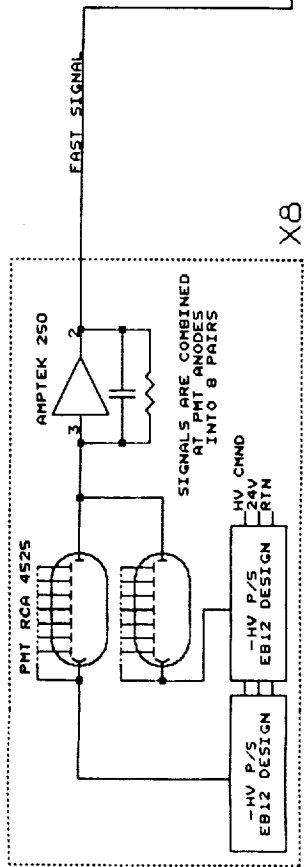 FAST SIGNAL
AMPTEK 250
3
2
PMT RCA 4525
SIGNALS ARE COMBINED
AT PMT ANODES
INTO 8 PAIRS
X8
HV CMND
24V
RTN
-HV P/S
EB12 DESIGN
-HV P/S
EB12 DESIGN